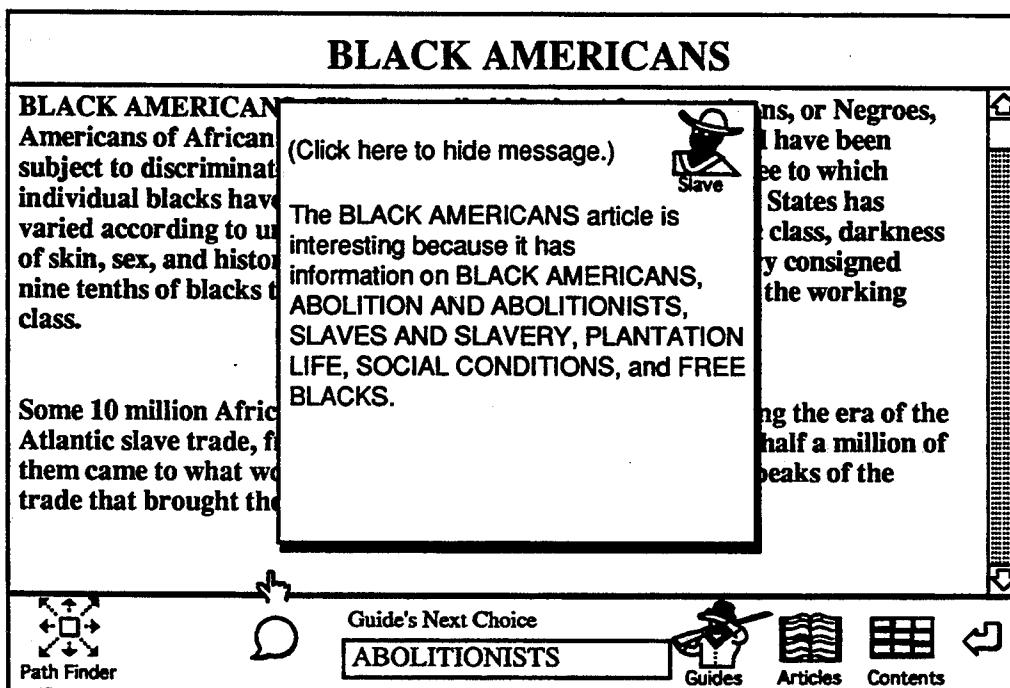 BLACK AMERICANS
BLACK AMERICAN
ns, or Negroes,
Americans of African
have been
subject to discriminat
ee to which
individual blacks hav
States has
varied according to u
class, darkness
of skin, sex, and histor
y consigned
nine tenths of blacks t
the working
class.
(Click here to hide message.)
Slave
The BLACK AMERICANS article is
interesting because it has
information on BLACK AMERICANS,
ABOLITION AND ABOLITIONISTS,
SLAVES AND SLAVERY, PLANTATION
LIFE, SOCIAL CONDITIONS, and FREE
BLACKS.
Some 10 million Afric
ng the era of the
Atlantic slave trade, f
half a million of
them came to what wo
peaks of the
trade that brought the
Path Finder
Guide's Next Choice
ABOLITIONISTS
Guides
Articles
Contents